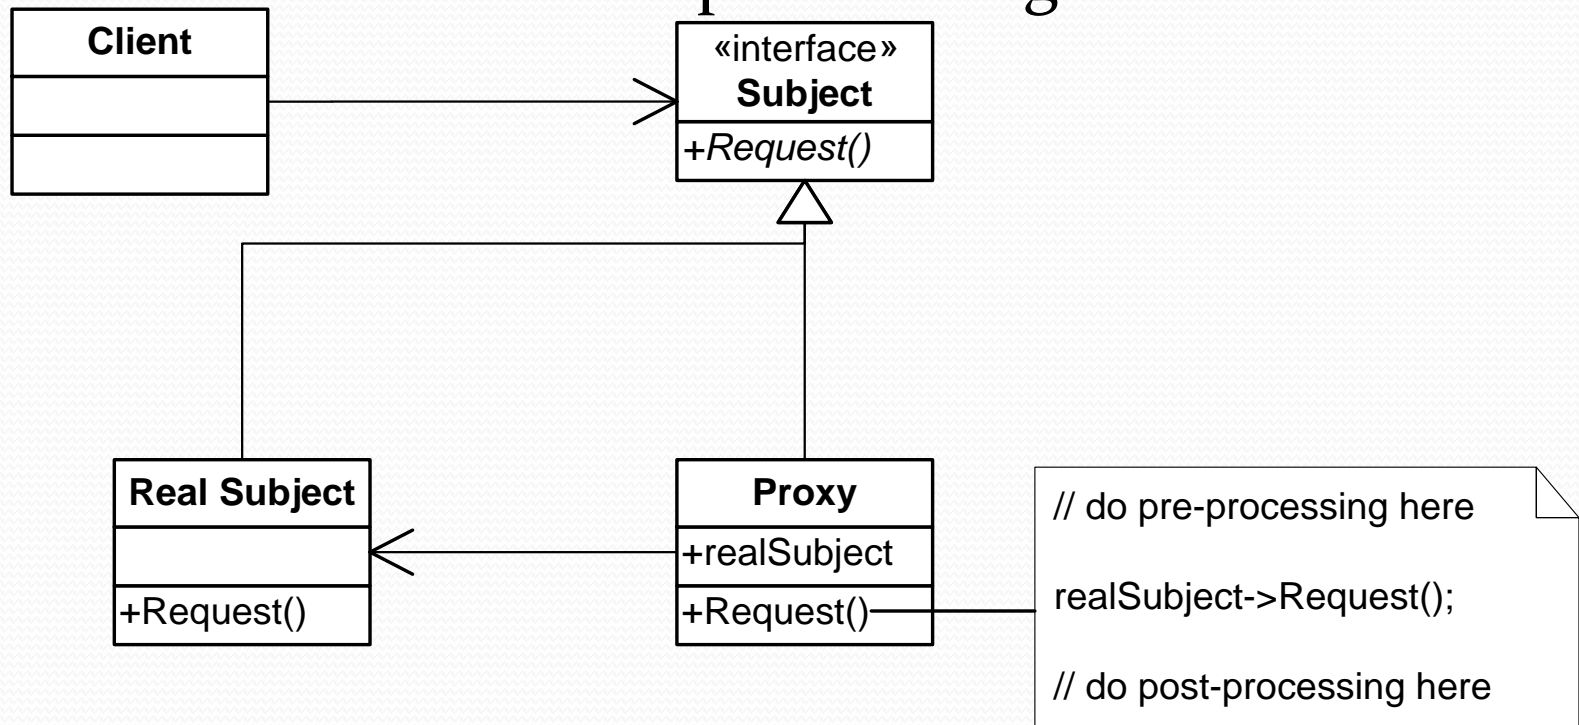 Client
«interface»
Subject
+Request()
Real Subject
+Request()
Proxy
+realSubject
+Request()
// do pre-processing here
realSubject->Request();
// do post-processing here